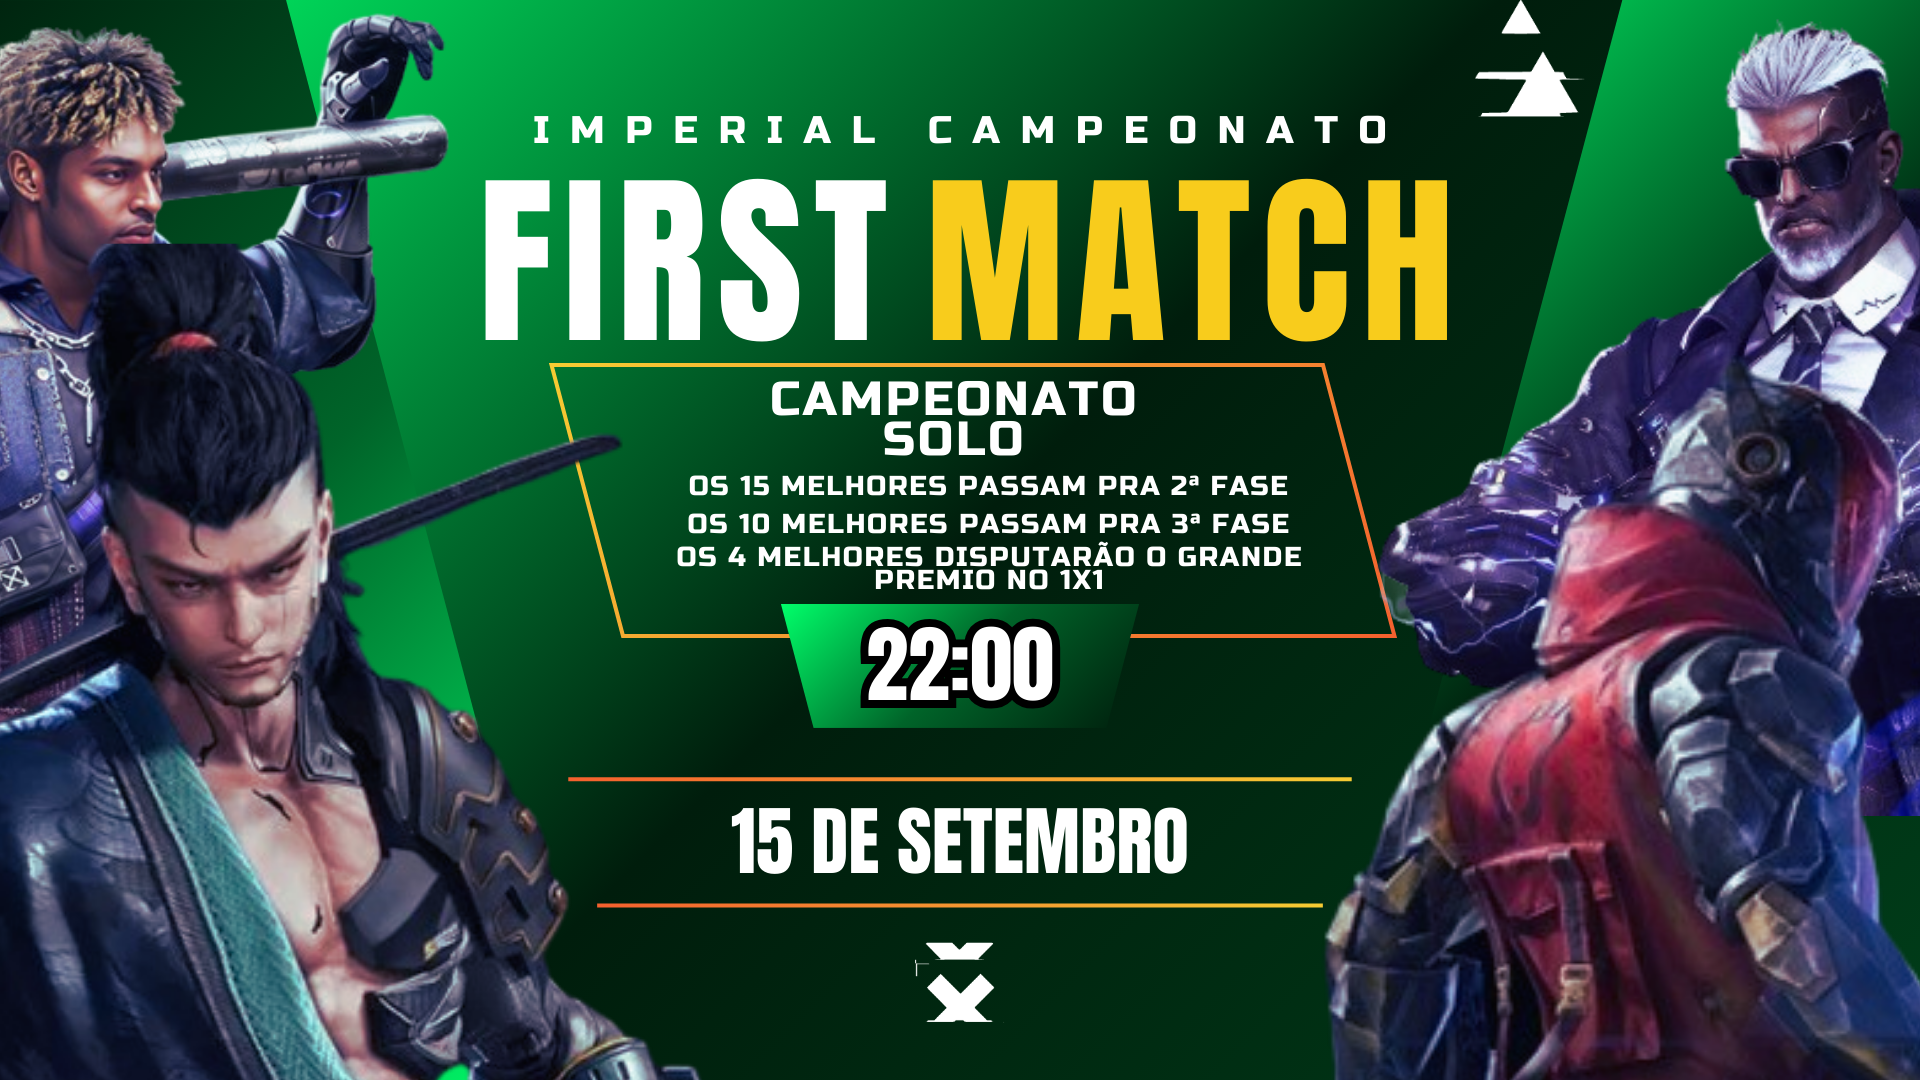 IMPERIAL CAMPEONATO
FIRST MATCH
CAMPEONATO
SOLO
OS 15 MELHORES PASSAM PRA 2ª FASE
OS 10 MELHORES PASSAM PRA 3ª FASE
OS 4 MELHORES DISPUTARÃO O GRANDE
PREMIO NO 1X1
22:00
15 DE SETEMBRO